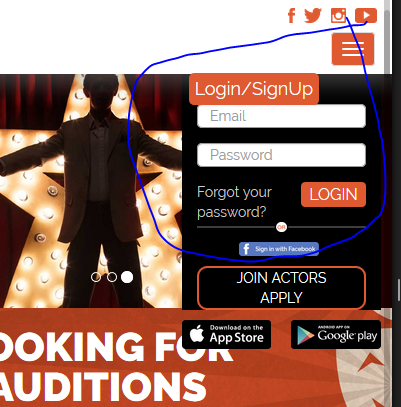 Login/SignUp
Email
Password
Forgot your
password?
LOGIN
OR
Sign in with Facebook
JOIN ACTORS
APPLY
Download on the
App Store
ANDROID APP ON
Google play
OOKING FOR
AUDITIONS